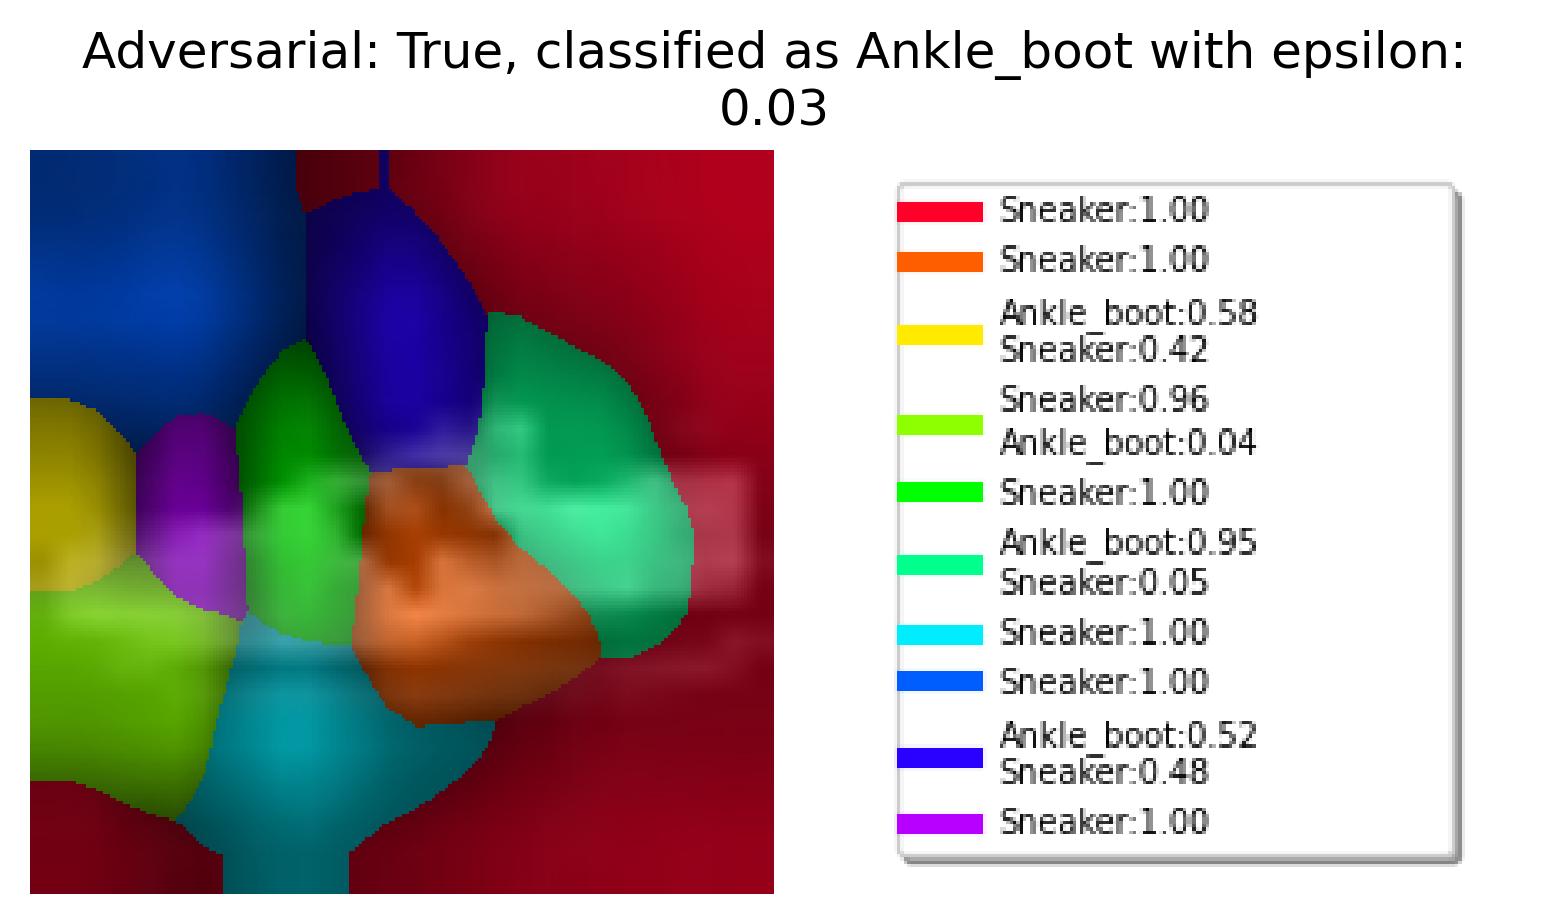 Adversarial: True, classified as Ankle_boot with epsilon:
0.03
Sneaker:1.00
Sneaker:1.00
Ankle_boot:0.58
Sneaker:0.42
Sneaker:0.96
Ankle_boot:0.04
Sneaker:1.00
Ankle_boot:0.95
Sneaker:0.05
Sneaker:1.00
Sneaker:1.00
Ankle_boot:0.52
Sneaker:0.48
Sneaker:1.00